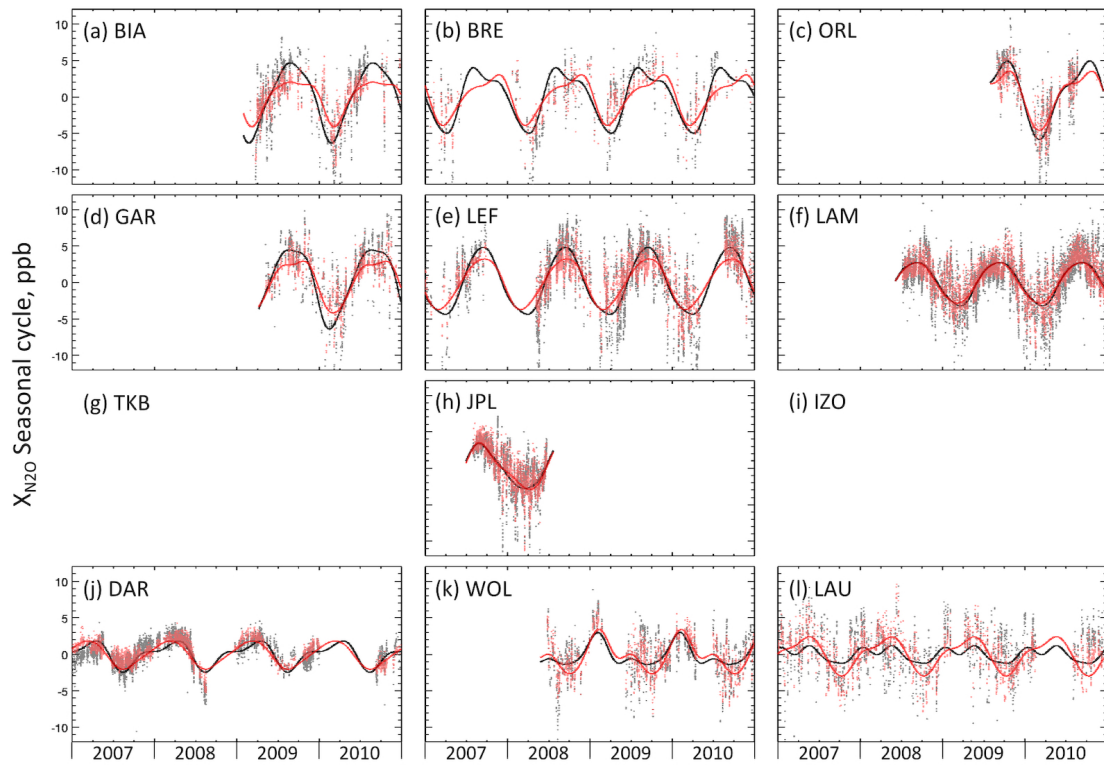 (a) BIA
(b) BRE
(c) ORL
10
5
0
-5
-10
(d) GAR
(e) LEF
(f) LAM
10
5
0
-5
-10
(g) TKB
(h) JPL
(i) IZO
(j) DAR
(k) WOL
(l) LAU
10
5
0
-5
-10
2007 2008 2009 2010
2007 2008 2009 2010
2007 2008 2009 2010
XN2O Seasonal cycle, ppb